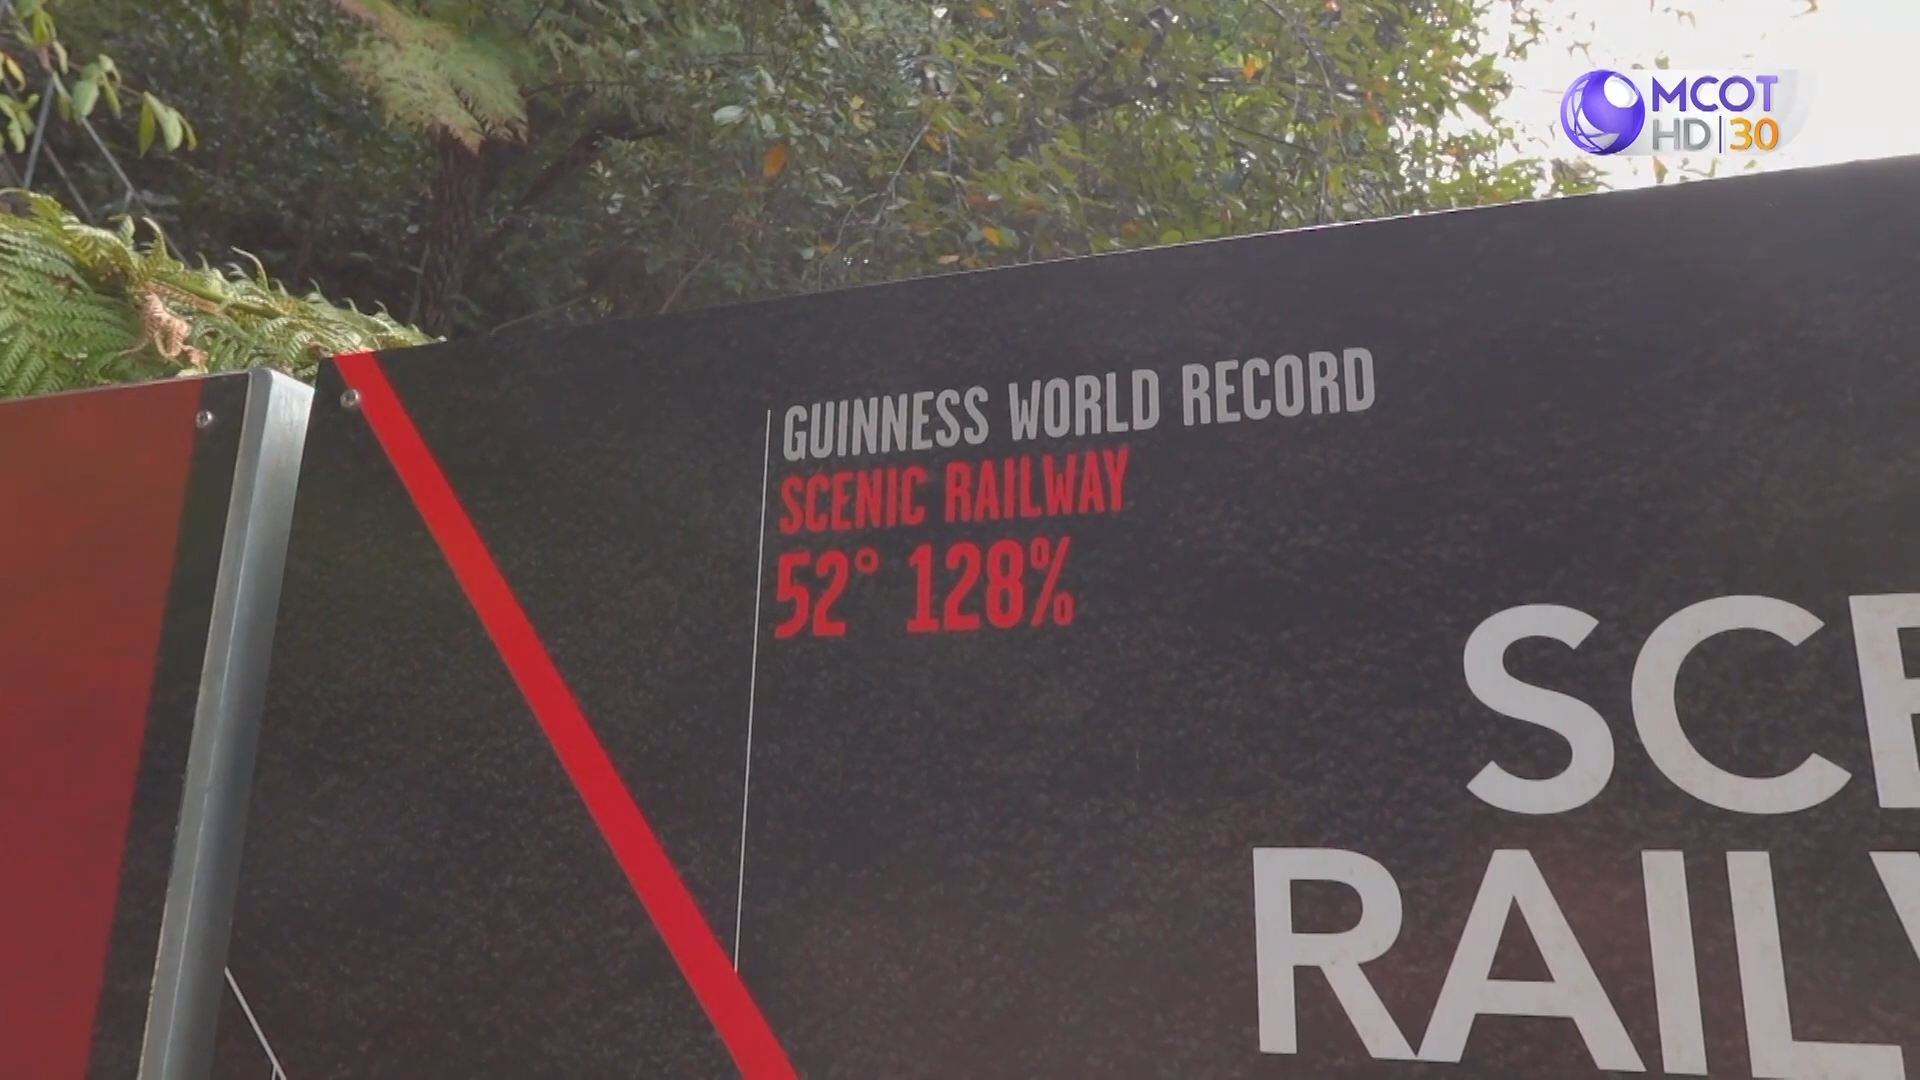 MCOT
HD|30
GUINNESS WORLD RECORD
SCENIC RAILWAY
52° 128%
SCE
RAIL